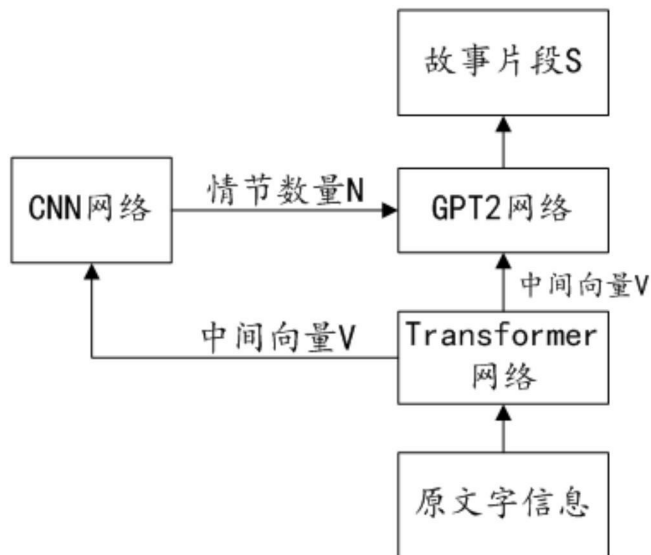 故事片段S
情节数量N
CNN网络
GPT2网络
中间向量V
中间向量V
Transformer
网络
原文字信息